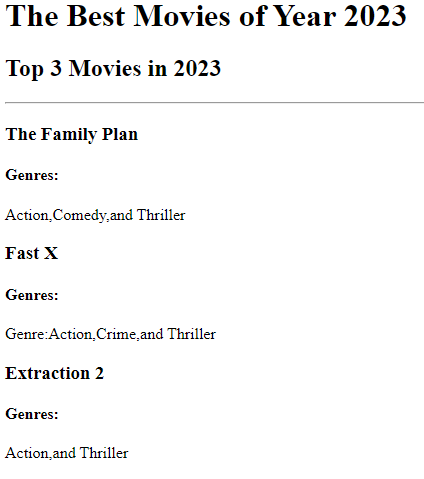 The Best Movies of Year 2023
Top 3 Movies in 2023
The Family Plan
Genres:
Action,Comedy,and Thriller
Fast X
Genres:
Genre:Action,Crime,and Thriller
Extraction 2
Genres:
Action,and Thriller